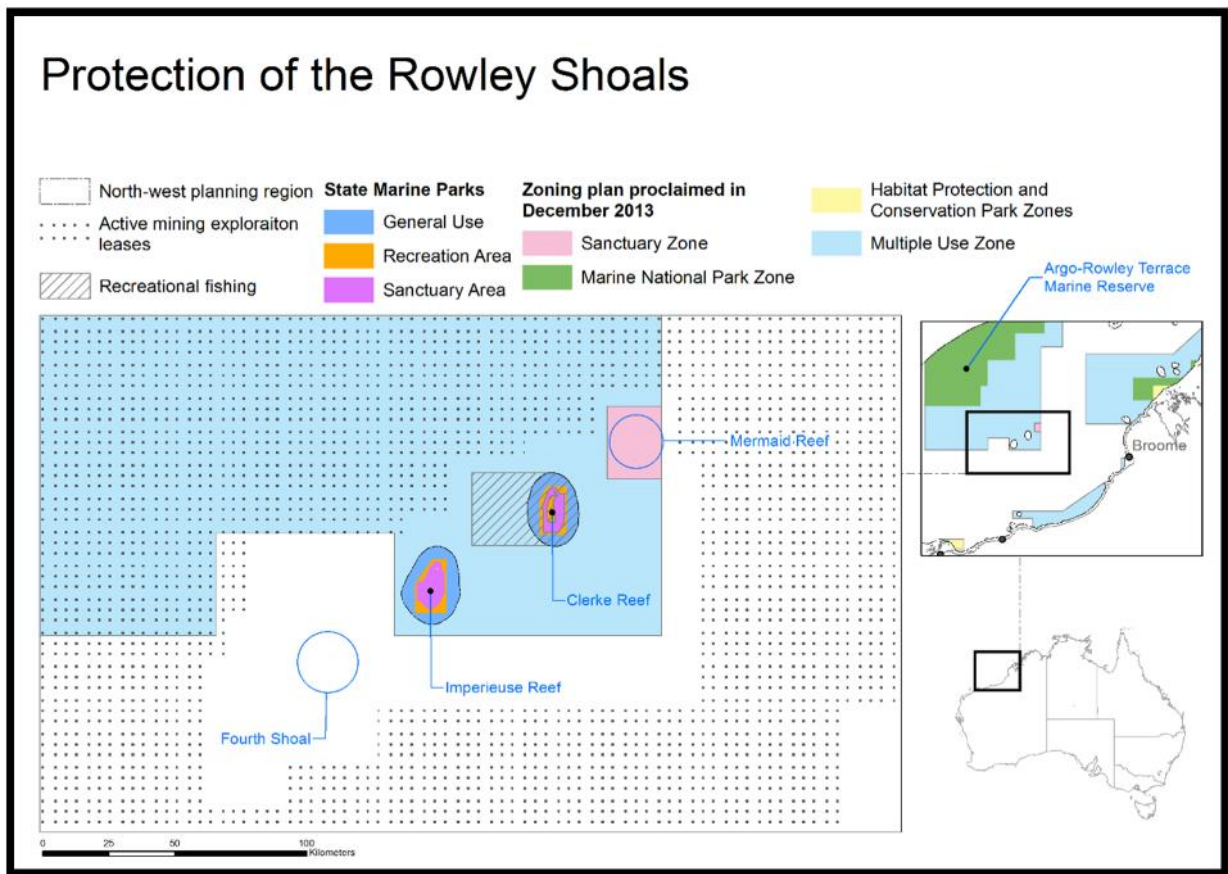 Protection of the Rowley Shoals
North-west planning region
Active mining exploraiton
leases
Recreational fishing
State Marine Parks
General Use
Recreation Area
Sanctuary Area
Zoning plan proclaimed in
December 2013
Sanctuary Zone
Marine National Park Zone
Habitat Protection and
Conservation Park Zones
Multiple Use Zone
Argo-Rowley Terrace
Marine Reserve
Mermaid Reef
Broome
Clerke Reef
Imperieuse Reef
Fourth Shoal
0 25 50 100
Kilometers